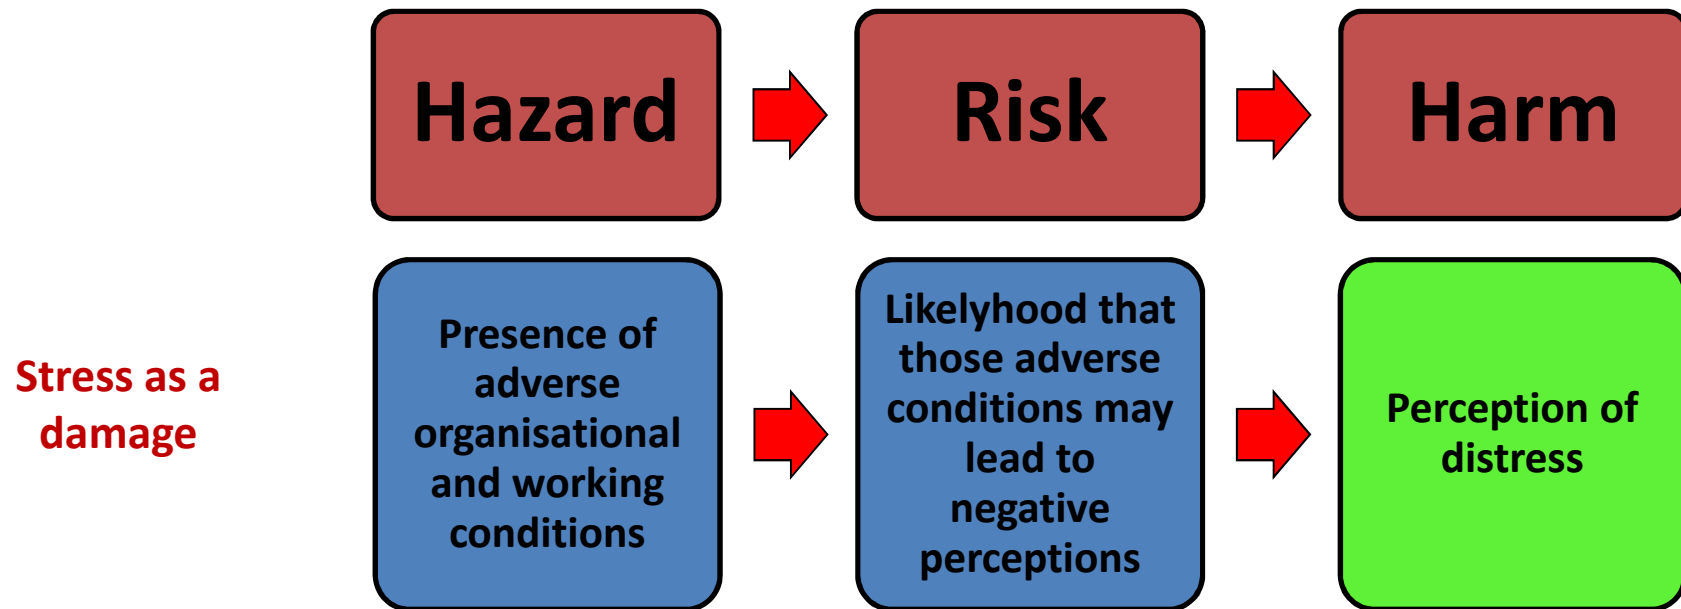 Hazard
Risk
Harm
Stress as a
damage
Presence of
adverse
organisational
and working
conditions
Likelyhood that
those adverse
conditions may
lead to
negative
perceptions
Perception of
distress